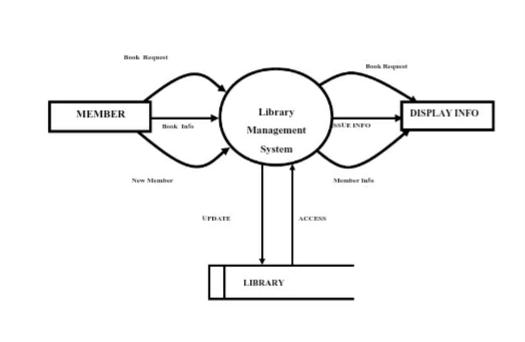 Book Request
Book Request
MEMBER
Library
Management
System
DISPLAY INFO
Book Info
ISSUE INFO
New Member
Member Info
UPDATE
ACCESS
LIBRARY